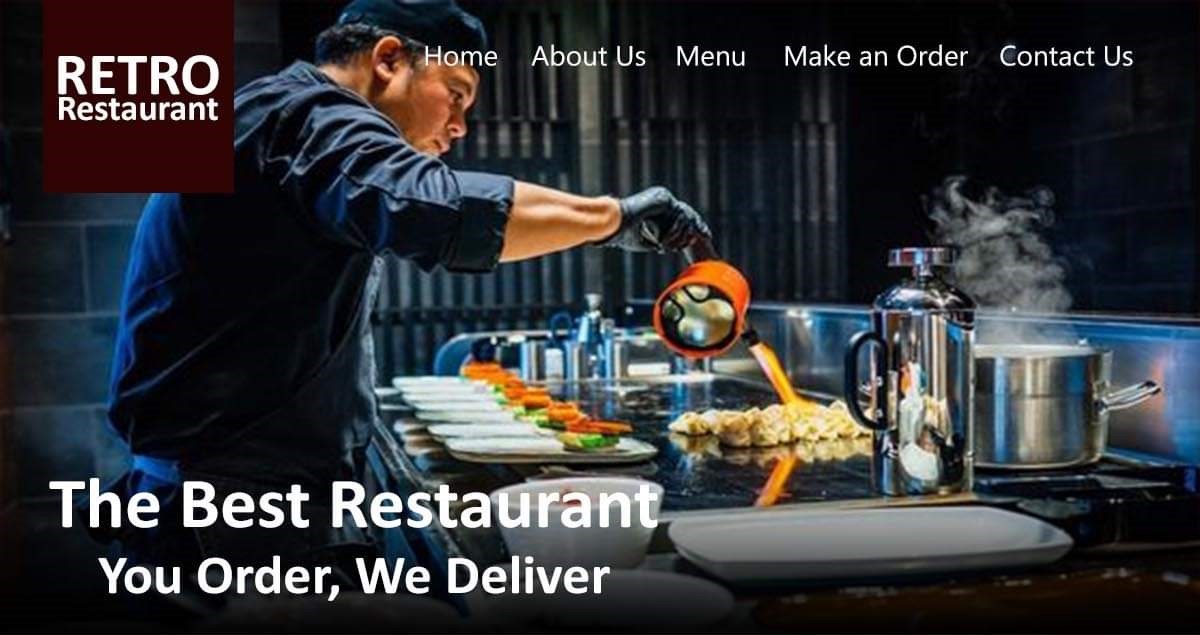 RETRO
Restaurant
Home About Us Menu Make an Order Contact Us
The Best Restaurant
You Order, We Deliver